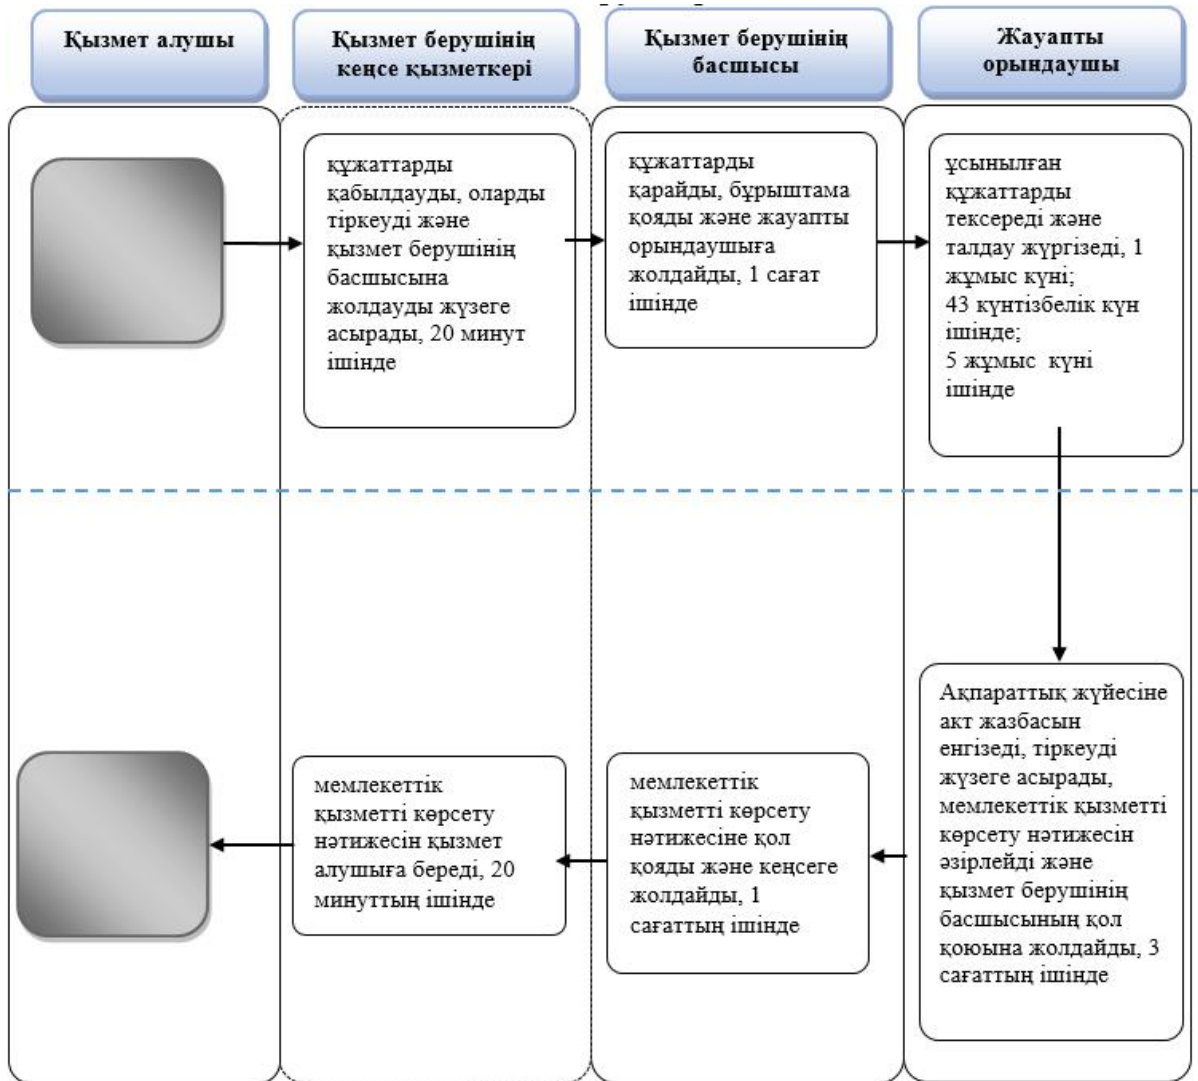 Қызмет алушы
Қызмет берушінің
кеңсе қызметкері
Қызмет берушінің
басшысы
Жауапты
орындаушы
құжаттарды
қабылдауды, оларды
тіркеуді және
қызмет берушінің
басшысына
жолдауды жүзеге
асырады, 20 минут
ішінде
құжаттарды
қарайды, бұрыштама
қояды және жауапты
орындаушыға
жолдайды, 1 сағат
ішінде
ұсынылған
құжаттарды
тексереді және
талдау жүргізеді, 1
жұмыс күні;
43 күнтізбелік күн
ішінде;
5 жұмыс күні
ішінде
мемлекеттік
қызметті көрсету
нәтижесін қызмет
алушыға береді, 20
минуттың ішінде
мемлекеттік
қызметті көрсету
нәтижесіне қол
қояды және кеңсеге
жолдайды, 1
сағаттың ішінде
Ақпараттық жүйесіне
акт жазбасын
енгізеді, тіркеуді
жүзеге асырады,
мемлекеттік қызметті
көрсету нәтижесін
әзірлейді және
қызмет берушінің
басшысының қол
қоюына жолдайды, 3
сағаттың ішінде